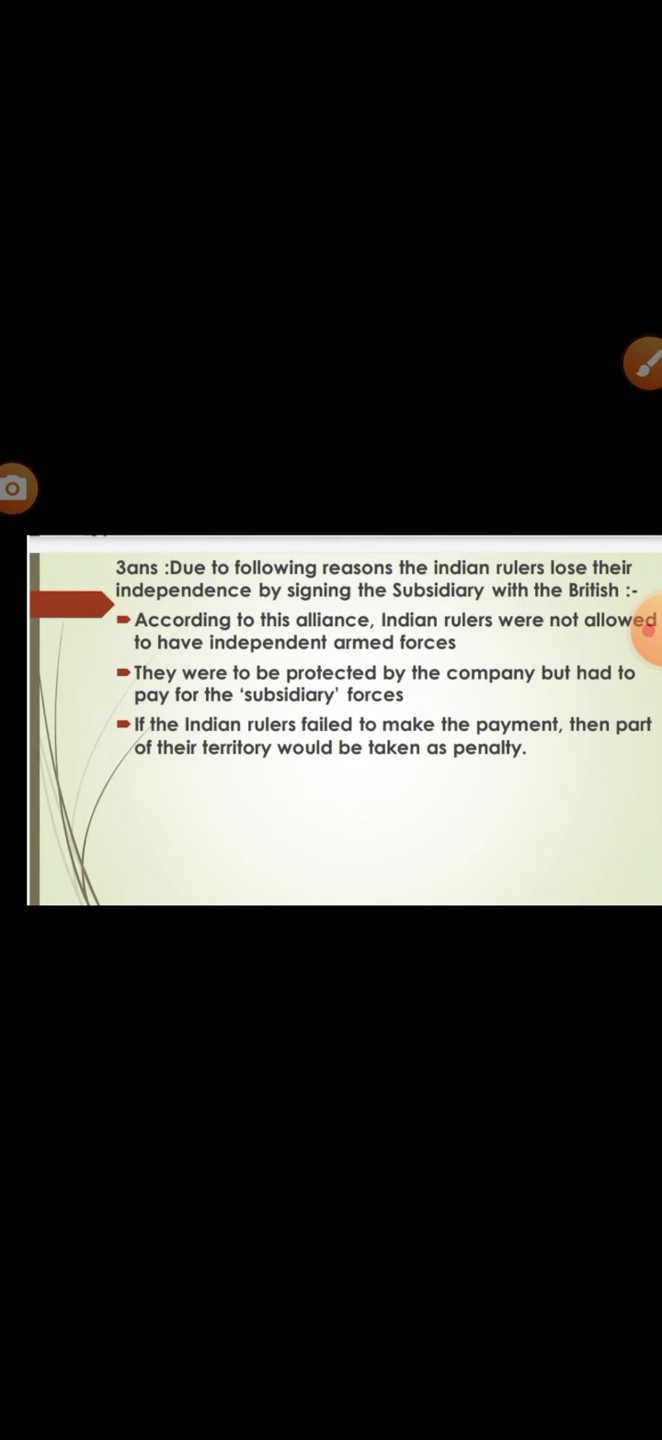 3ans :Due to following reasons the indian rulers lose their
independence by signing the Subsidiary with the British :-
According to this alliance, Indian rulers were not allowed
to have independent armed forces
They were to be protected by the company but had to
pay for the ‘subsidiary’ forces
If the Indian rulers failed to make the payment, then part
of their territory would be taken as penalty.